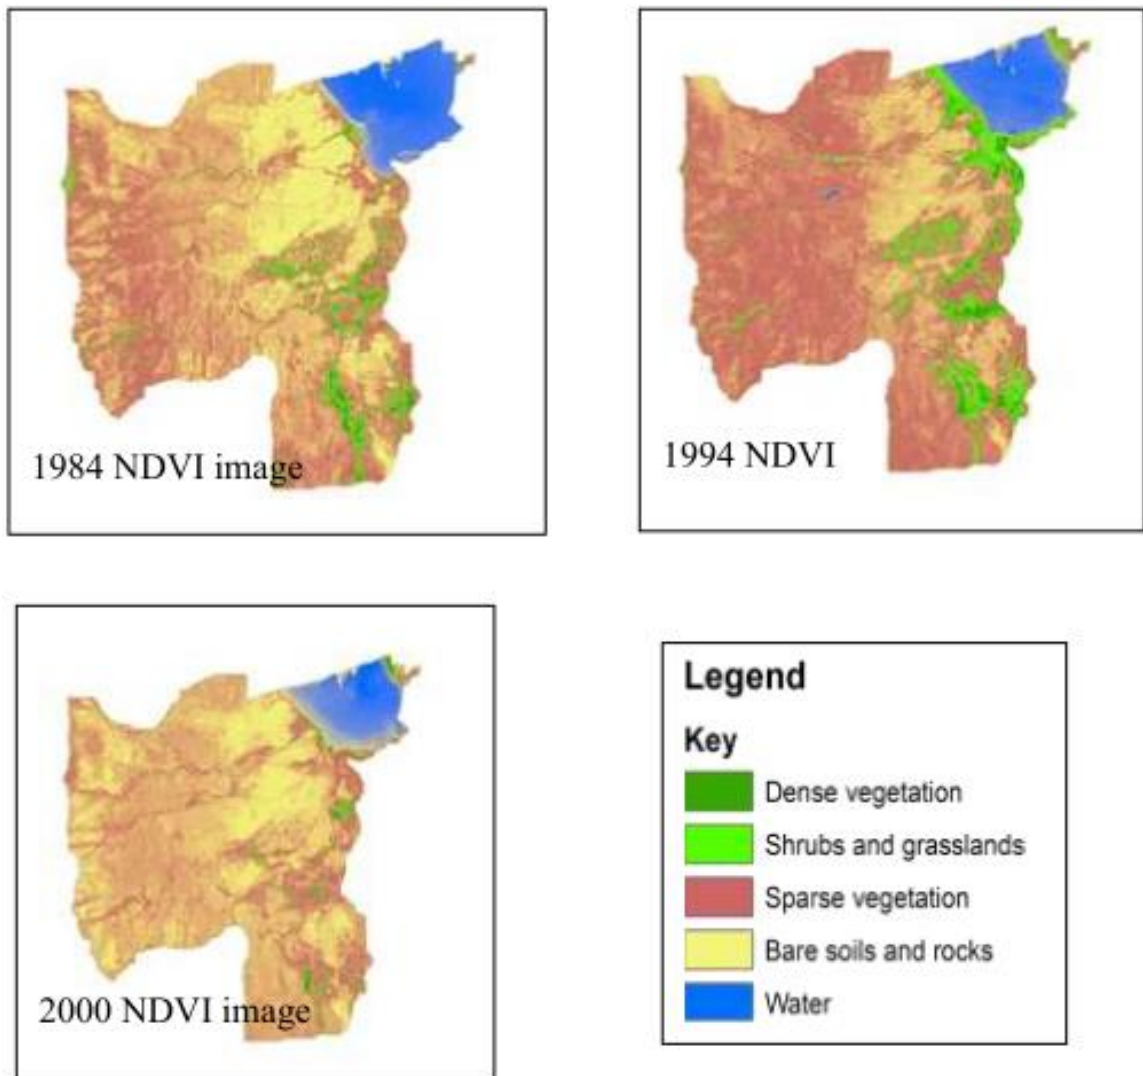 1984 NDVI image
1994 NDVI
2000 NDVI image
Legend
Key
Dense vegetation
Shrubs and grasslands
Sparse vegetation
Bare soils and rocks
Water